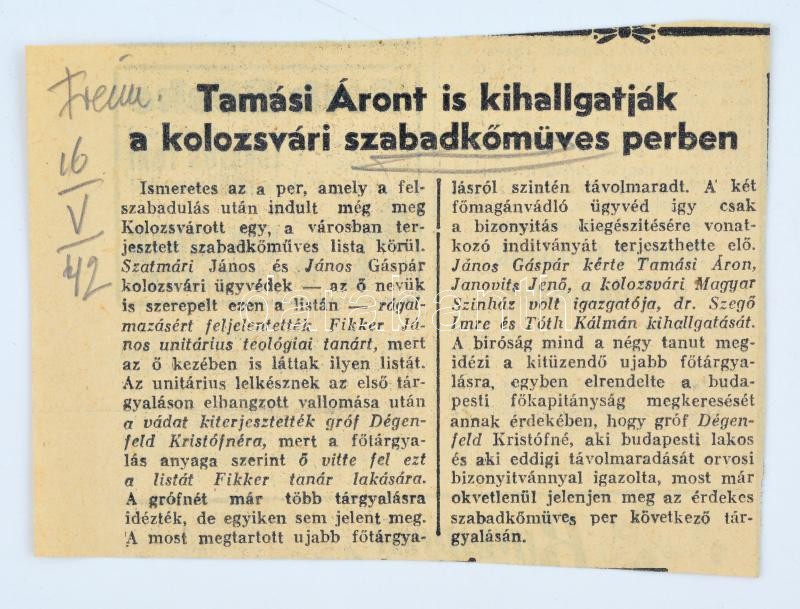 16
V
42
Tamási Áront is kihallgatják
a kolozsvári szabadkőmüves perben
Ismeretes az a per, amely a fel-
szabadulás után indult még meg
Kolozsvárott egy, a városban ter-
jesztett szabadkőmüves lista körül.
Szatmári János és János Gáspár
kolozsvári ügyvédek — az ő nevük
is szerepelt ezen a listán — rágal-
mazásért feljelentették Fikker Já-
nos unitárius teológiai tanárt, mert
az ő kezében is láttak ilyen listát.
Az unitárius lelkésznek az első tár-
gyaláson elhangzott vallomása után
a vádat kiterjesztették gróf Dégen-
feld Kristófnéra, mert a főtárgya-
lás anyaga szerint ő vitte fel ezt
a listát Fikker tanár lakására.
A grófnét már több tárgyalásra
idézték, de egyiken sem jelent meg.
A most megtartott ujabb főtárgya-
lásról szintén távolmaradt. A két
főmagánvádló ügyvéd igy csak
a bizonyitás kiegészitésére vonat-
kozó inditványát terjeszthette elő.
János Gáspár kérte Tamási Áron,
Janovits Jenő, a kolozsvári Magyar
Szinház volt igazgatója, dr. Szegő
Imre és Tóth Kálmán kihallgatását.
A biróság mind a négy tanut meg-
idézi a kitüzendő ujabb főtárgya-
lásra, egyben elrendelte a buda-
pesti főkapitányság megkeresését
annak érdekében, hogy gróf Dégen-
feld Kristófné, aki budapesti lakos
és aki eddigi távolmaradását orvosi
bizonyitvánnyal igazolta, most már
okvetlenül jelenjen meg az érdekes
szabadkőmüves per következő tár-
gyalásán.